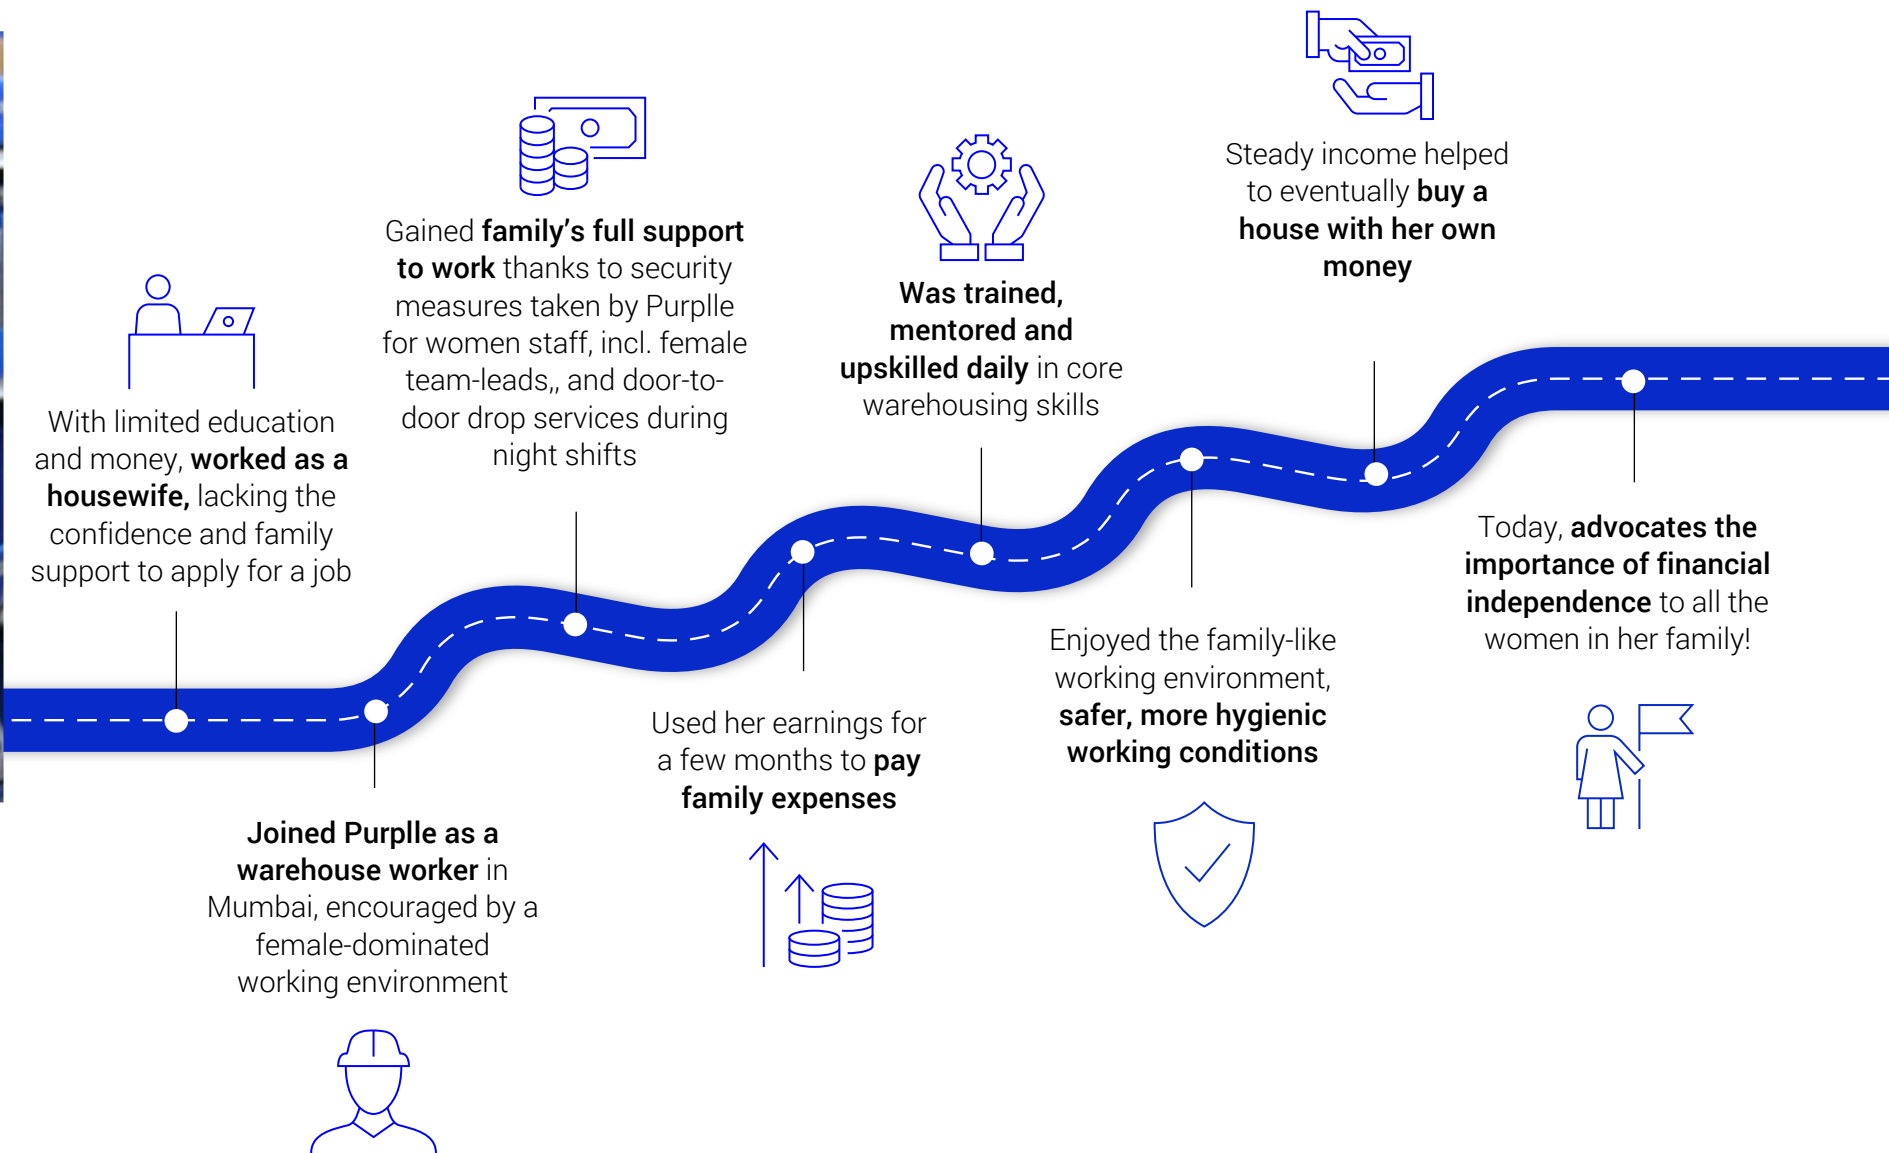 With limited education
and money, worked as a
housewife, lacking the
confidence and family
support to apply for a job
Joined Purplle as a
warehouse worker in
Mumbai, encouraged by a
female-dominated
working environment
Gained family’s full support
to work thanks to security
measures taken by Purplle
for women staff, incl. female
team-leads,, and door-to-
door drop services during
night shifts
Used her earnings for
a few months to pay
family expenses
Was trained,
mentored and
upskilled daily in core
warehousing skills
Enjoyed the family-like
working environment,
safer, more hygienic
working conditions
Steady income helped
to eventually buy a
house with her own
money
Today, advocates the
importance of financial
independence to all the
women in her family!